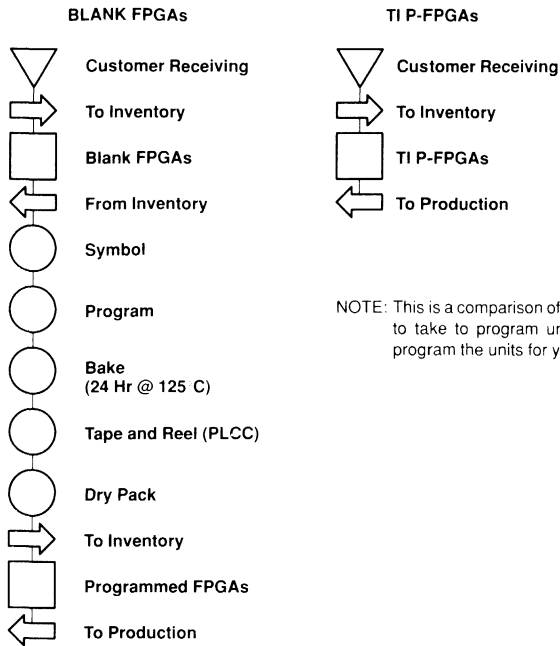 BLANK FPGAs
Customer Receiving
To Inventory
Blank FPGAs
From Inventory
Symbol
Program
Bake
(24 Hr @ 125 C)
Tape and Reel (PLCC)
Dry Pack
To Inventory
Programmed FPGAs
To Production
TI P-FPGAs
Customer Receiving
To Inventory
TI P-FPGAs
To Production
NOTE: This is a comparison of
to take to program
program the units for